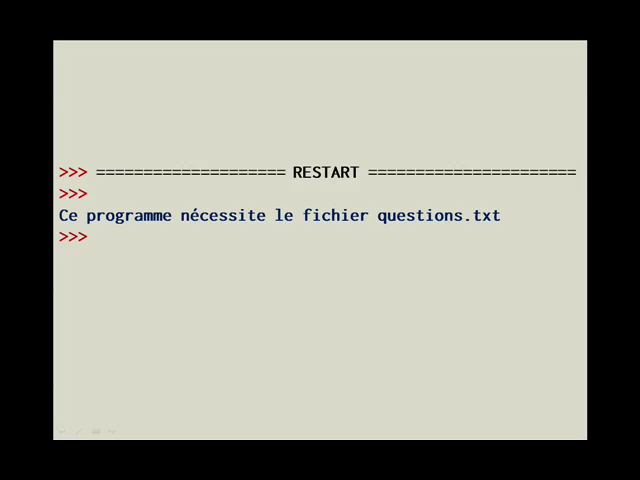 >>> ==================== RESTART ======================
>>>
Ce programme nécessite le fichier questions.txt
>>>